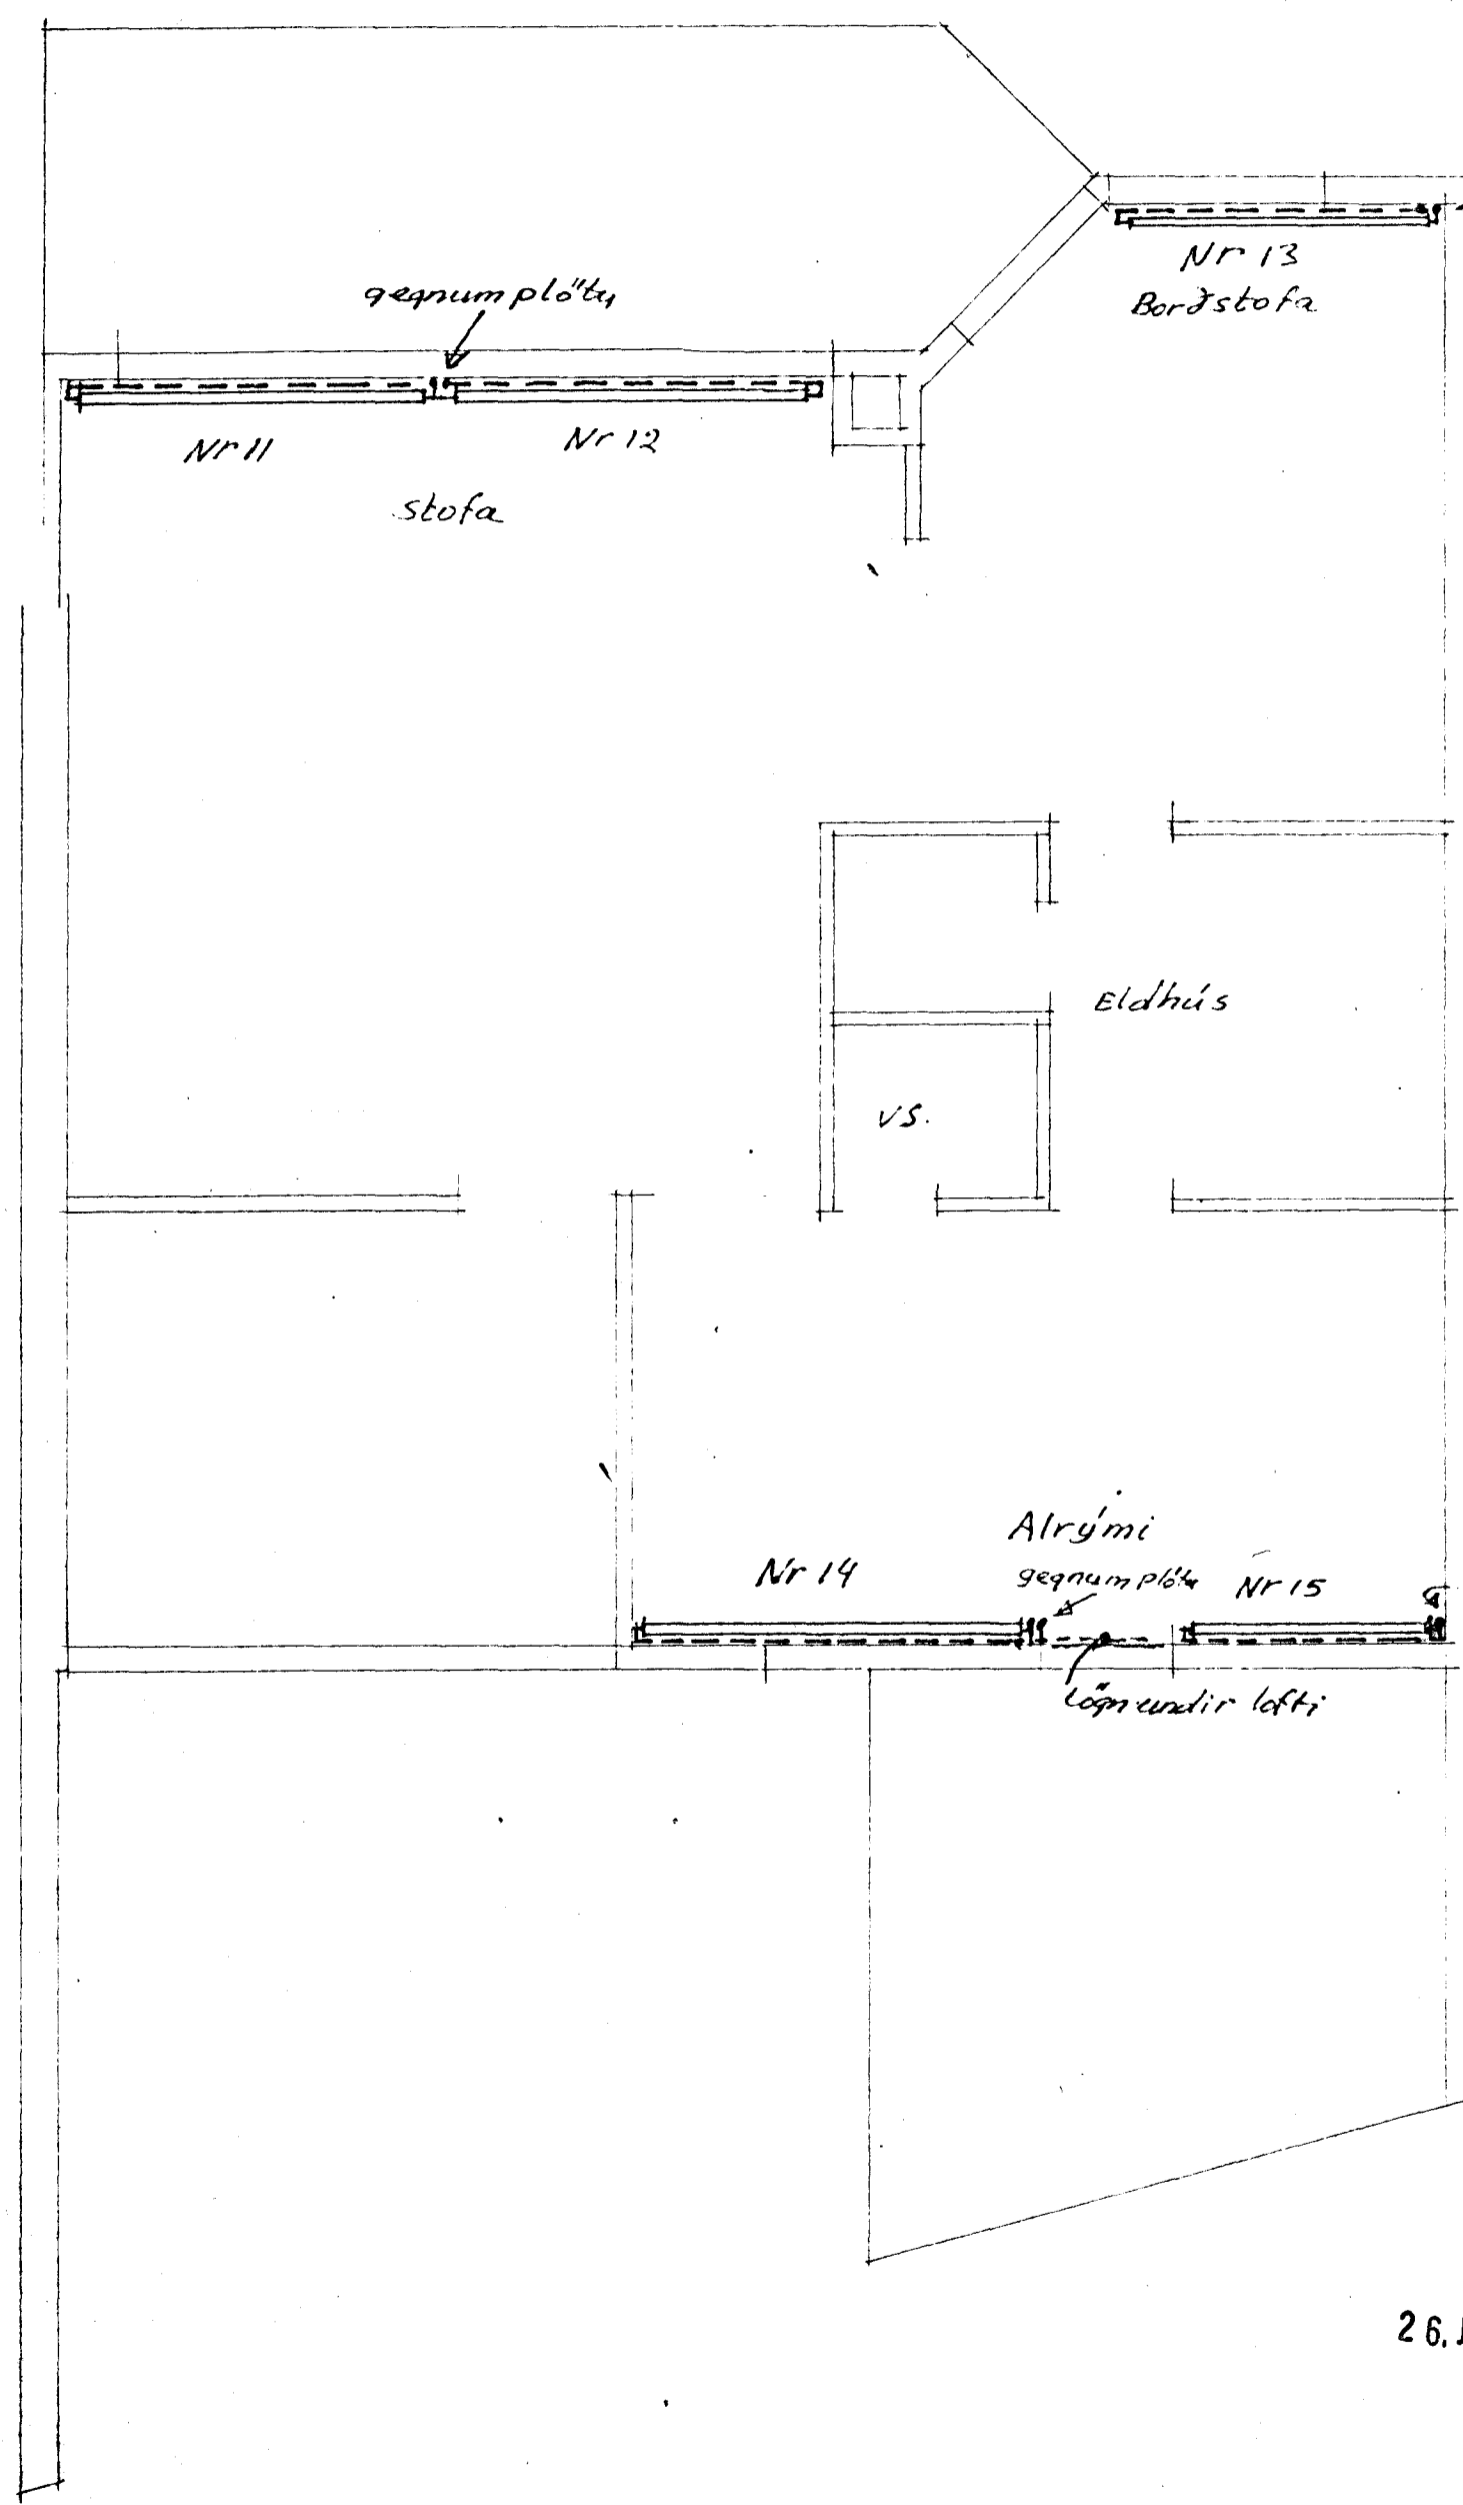 Nr 13
Borðstofa
gegnum plötu
Nr 11
Nr 12
stofa
Eldhús
VS.
Alrými
gegnum plötu
Nr 14
Nr 15
Lögn undir lofti
26.